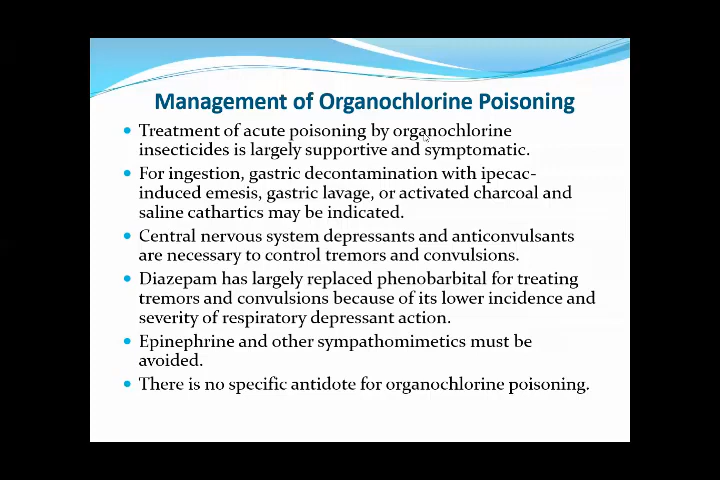 Management of Organochlorine Poisoning
• Treatment of acute poisoning by organochlorine
insecticides is largely supportive and symptomatic.
• For ingestion, gastric decontamination with ipecac-
induced emesis, gastric lavage, or activated charcoal and
saline cathartics may be indicated.
• Central nervous system depressants and anticonvulsants
are necessary to control tremors and convulsions.
• Diazepam has largely replaced phenobarbital for treating
tremors and convulsions because of its lower incidence and
severity of respiratory depressant action.
• Epinephrine and other sympathomimetics must be
avoided.
• There is no specific antidote for organochlorine poisoning.